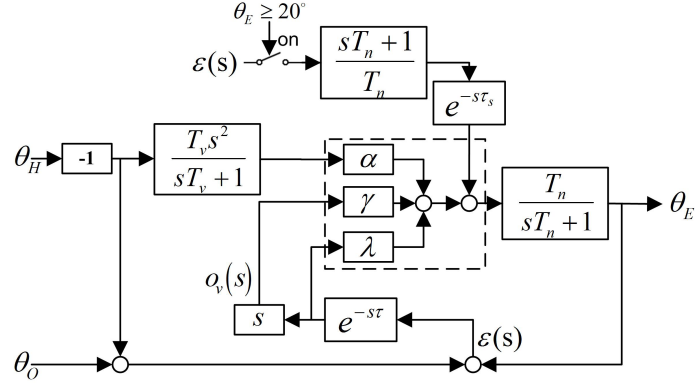 θ_E ≥ 20°
on
ε(s)
sT_n + 1
T_n
e^{-sτ_s}
θ_H
-1
T_v s^2
sT_v + 1
α
γ
λ
T_n
sT_n + 1
θ_E
o_v(s)
s
e^{-sτ}
ε(s)
θ_O